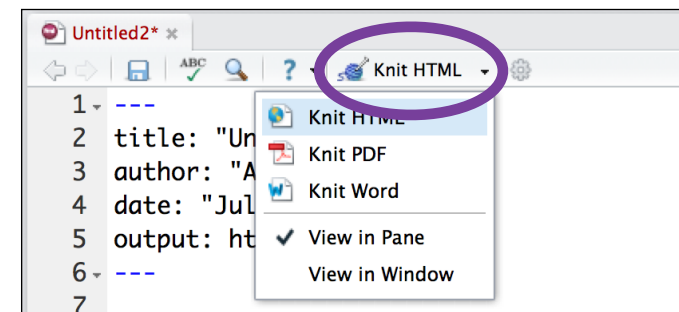 Untitled2*
ABC ? Knit HTML
1 ---
Knit HTML
2 title: "Un
Knit PDF
3 author: "A
Knit Word
4 date: "Jul
5 output: ht
View in Pane
6 ---
View in Window
7